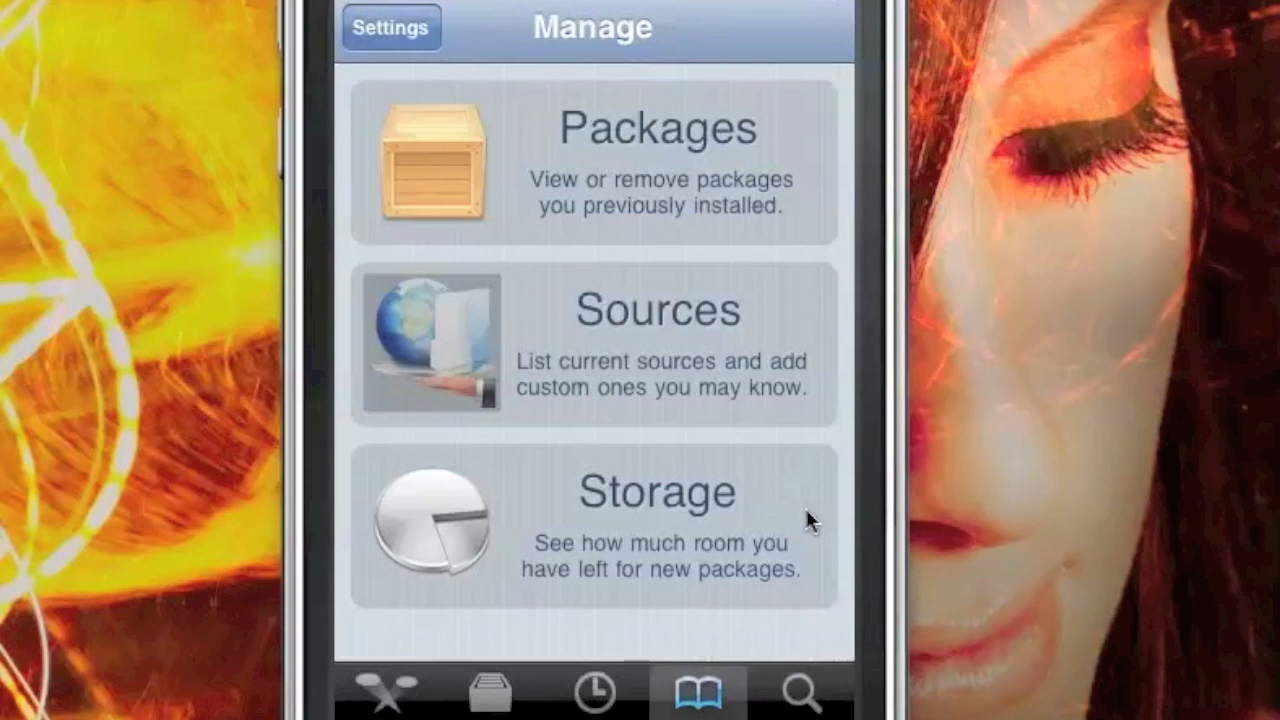 Settings
Manage
Packages
View or remove packages
you previously installed.
Sources
List current sources and add
custom ones you may know.
Storage
See how much room you
have left for new packages.